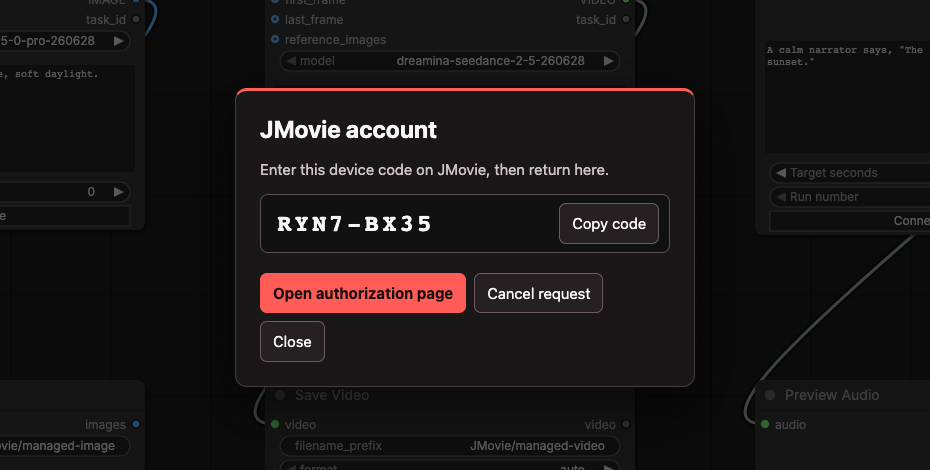 IMAGE
task_id
5-0-pro-260628
e, soft daylight.
0
e
first_frame
VIDEO
last_frame
task_id
reference_images
model
dreamina-seedance-2-5-260628
A calm narrator says, "The
sunset."
Target seconds
Run number
Conne
JMovie account
Enter this device code on JMovie, then return here.
RYN7-BX35
Copy code
Open authorization page
Cancel request
Close
images
ovie/managed-image
Save Video
video
video
filename_prefix
JMovie/managed-video
format
auto
Preview Audio
audio